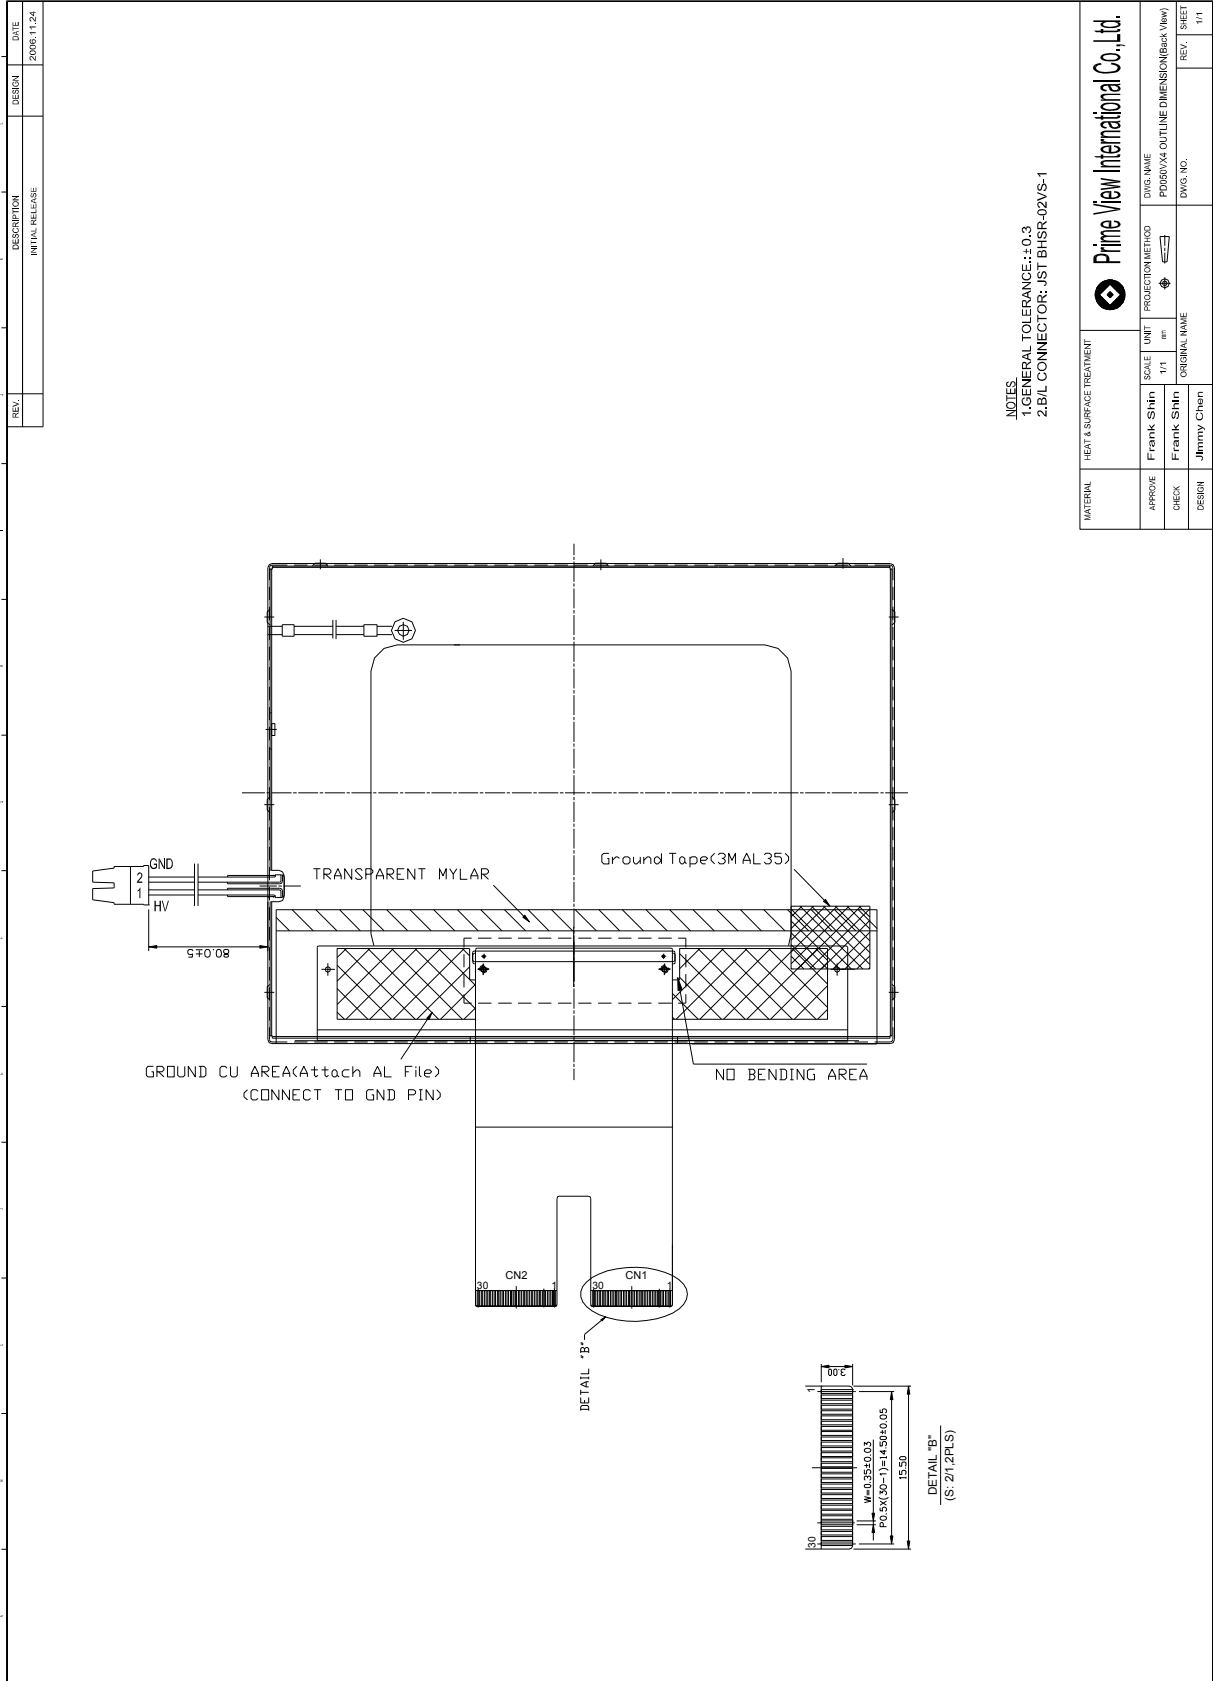 REV.
DESCRIPTION
DESIGN
DATE
INITIAL RELEASE
2006.11.24
NOTES
1.GENERAL TOLERANCE.:±0.3
2.B/L CONNECTOR: JST BHSR-02VS-1
MATERIAL
HEAT & SURFACE TREATMENT
Prime View International Co.,Ltd.
APPROVE
Frank Shin
SCALE
UNIT
PROJECTION METHOD
DWG. NAME
1/1
mm
PD050VX4 OUTLINE DIMENSION(Back View)
CHECK
Frank Shin
ORIGINAL NAME
DWG. NO.
REV.
SHEET
1/1
DESIGN
Jimmy Chen
GND
2
1
HV
80.0±5
TRANSPARENT MYLAR
Ground Tape(3M AL35)
GROUND CU AREA(Attach AL File)
(CONNECT TO GND PIN)
NO BENDING AREA
CN2
30 1
CN1
30 1
DETAIL "B"
3.00
1
30
W=0.35±0.03
P0.5X(30-1)=14.50±0.05
15.50
DETAIL "B"
(S: 2/1,2PLS)